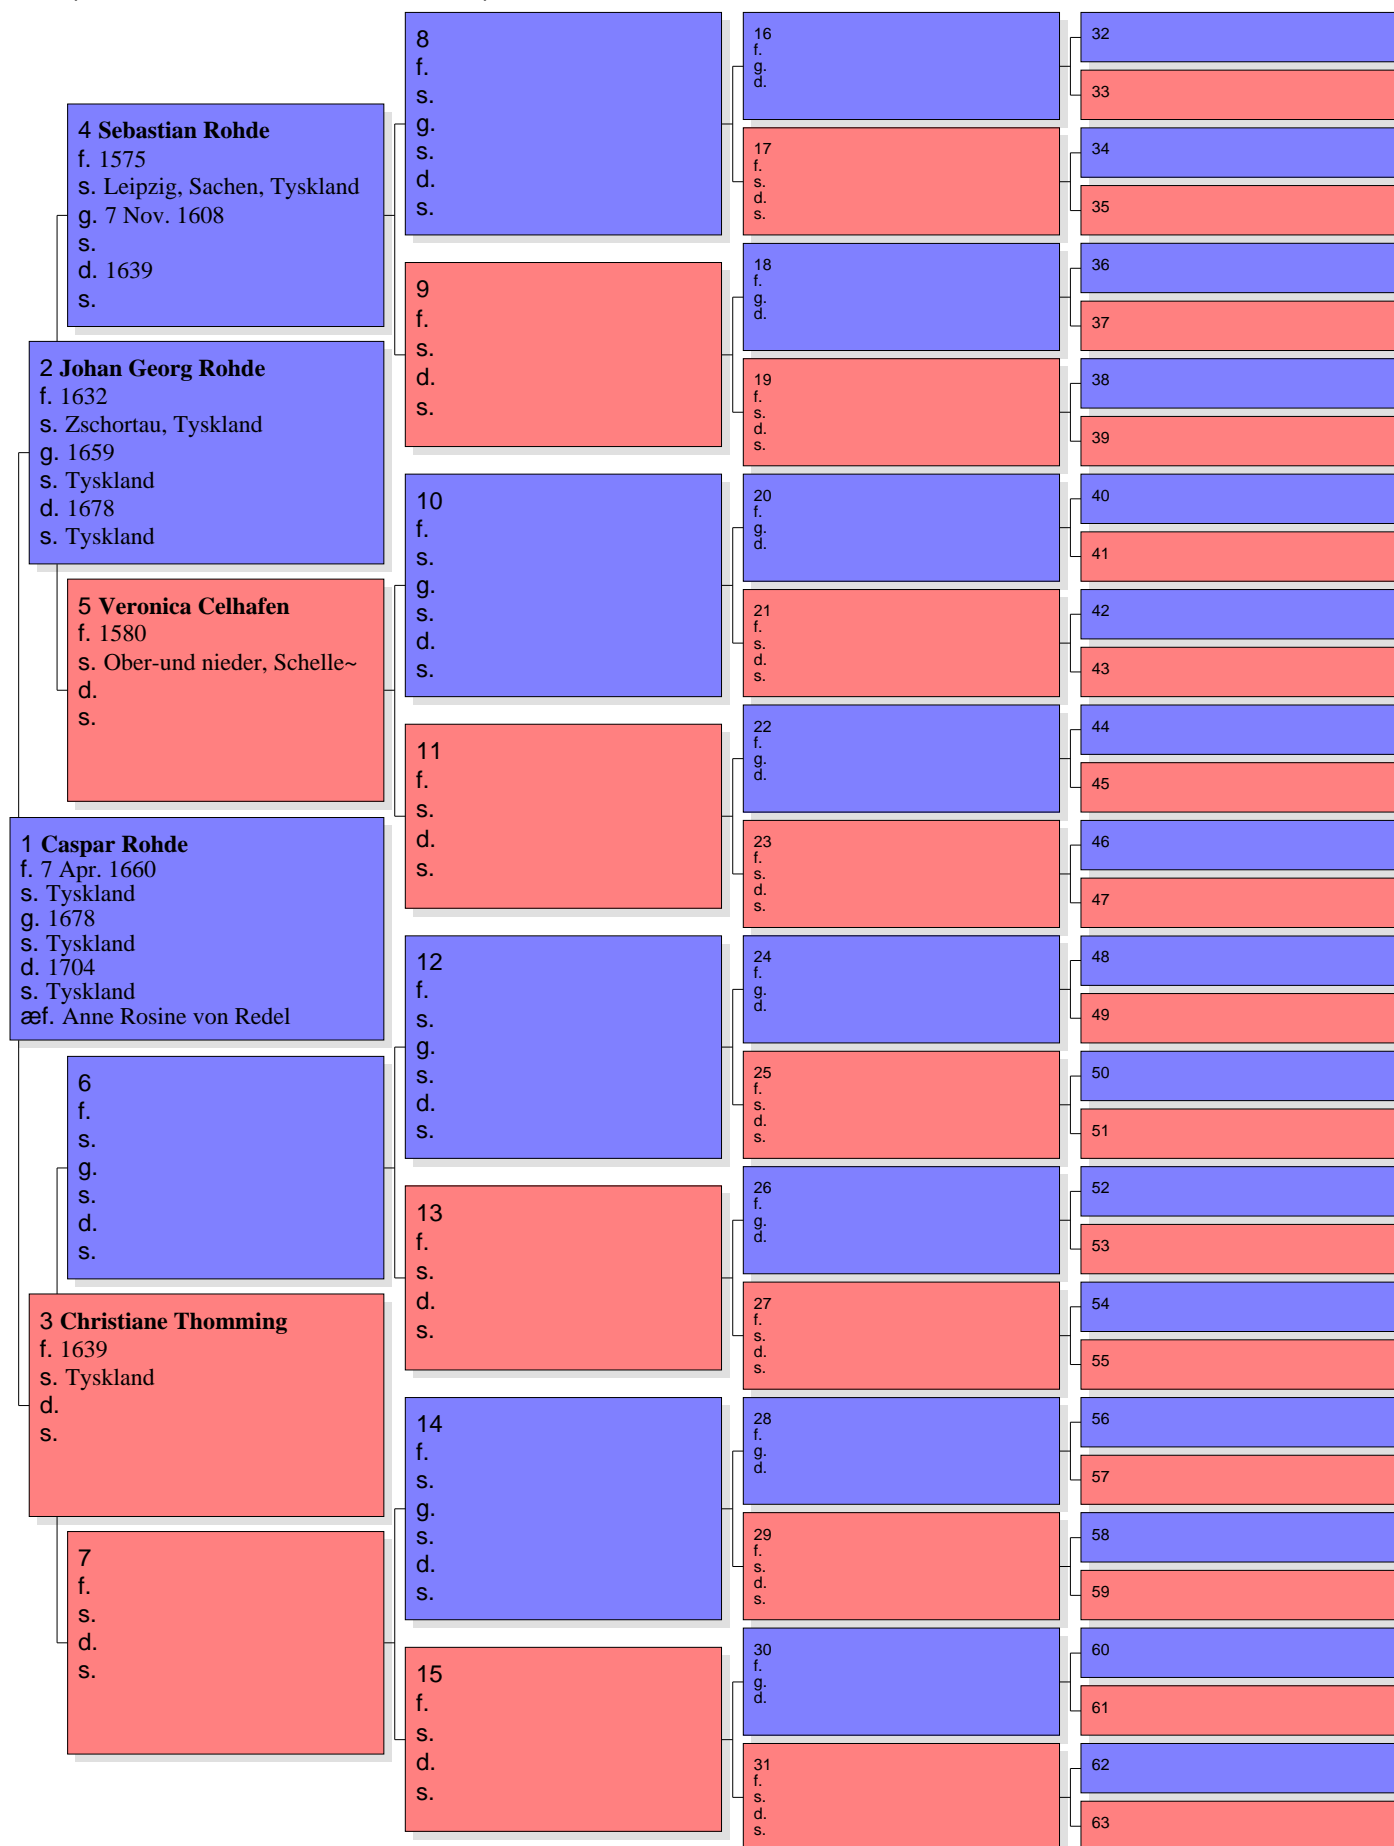 4 Sebastian Rohde
f. 1575
s. Leipzig, Sachen, Tyskland
g. 7 Nov. 1608
s.
d. 1639
s.
2 Johan Georg Rohde
f. 1632
s. Zschortau, Tyskland
g. 1659
s. Tyskland
d. 1678
s. Tyskland
5 Veronica Celhafen
f. 1580
s. Ober-und nieder, Schelle~
d.
s.
1 Caspar Rohde
f. 7 Apr. 1660
s. Tyskland
g. 1678
s. Tyskland
d. 1704
s. Tyskland
æf. Anne Rosine von Redel
6
f.
s.
g.
s.
d.
s.
3 Christiane Thomming
f. 1639
s. Tyskland
d.
s.
7
f.
s.
d.
s.
8
f.
s.
g.
s.
d.
s.
9
f.
s.
d.
s.
10
f.
s.
g.
s.
d.
s.
11
f.
s.
d.
s.
12
f.
s.
g.
s.
d.
s.
13
f.
s.
d.
s.
14
f.
s.
g.
s.
d.
s.
15
f.
s.
d.
s.
16
f.
g.
d.
17
f.
s.
d.
s.
18
f.
g.
d.
19
f.
s.
d.
s.
20
f.
g.
d.
21
f.
s.
d.
s.
22
f.
g.
d.
23
f.
s.
d.
s.
24
f.
g.
d.
25
f.
s.
d.
s.
26
f.
g.
d.
27
f.
s.
d.
s.
28
f.
g.
d.
29
f.
s.
d.
s.
30
f.
g.
d.
31
f.
s.
d.
s.
32
33
34
35
36
37
38
39
40
41
42
43
44
45
46
47
48
49
50
51
52
53
54
55
56
57
58
59
60
61
62
63